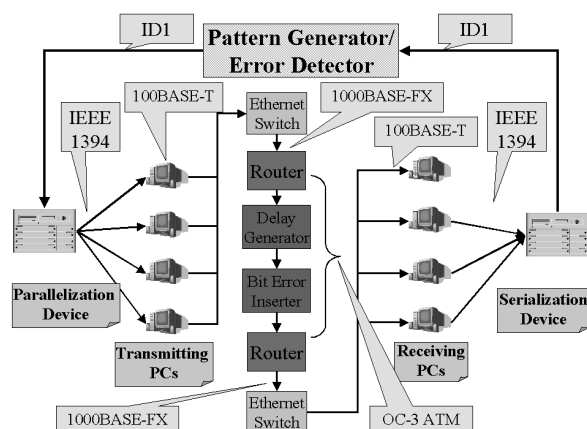 ID1
Pattern Generator/
Error Detector
ID1
IEEE
1394
100BASE-T
Ethernet
Switch
1000BASE-FX
100BASE-T
IEEE
1394
Router
Delay
Generator
Bit Error
Inserter
Router
Ethernet
Switch
Parallelization
Device
Transmitting
PCs
1000BASE-FX
Receiving
PCs
Serialization
Device
OC-3 ATM